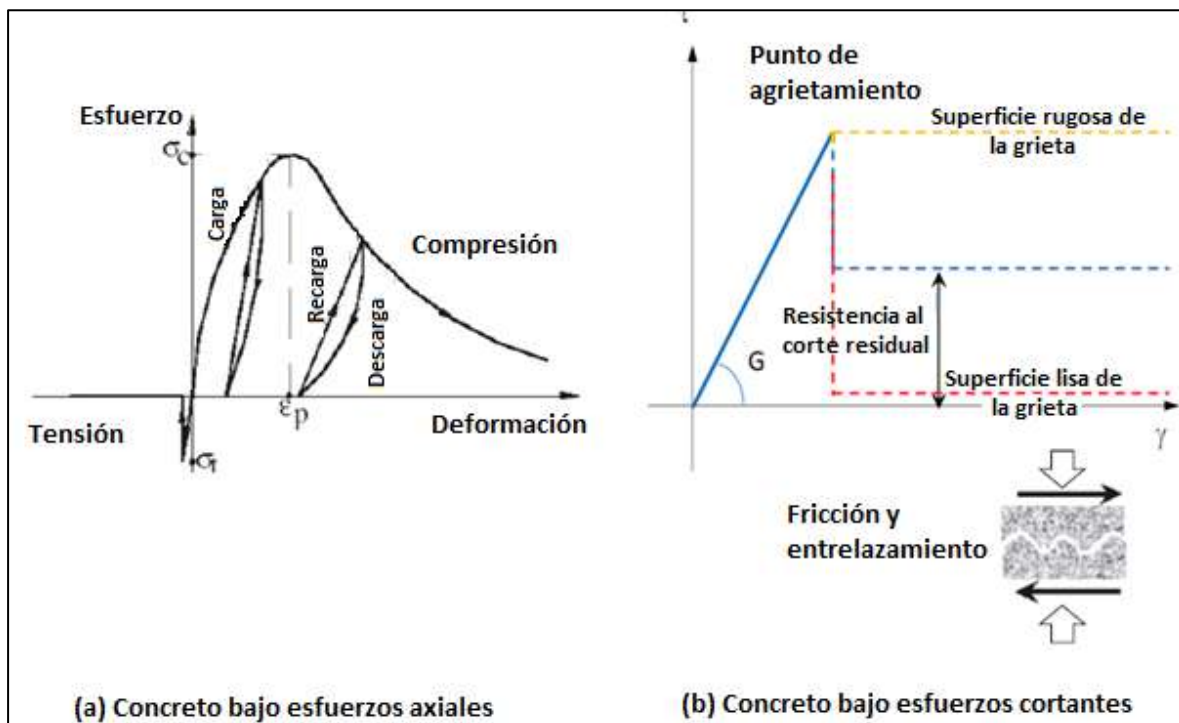 Esfuerzo
σc
Carga
Recarga
Descarga
Compresión
εp
Tensión
Deformación
σt
(a) Concreto bajo esfuerzos axiales
Punto de
agrietamiento
Superficie rugosa de
la grieta
Resistencia al
corte residual
G
Superficie lisa de
la grieta
γ
Fricción y
entrelazamiento
(b) Concreto bajo esfuerzos cortantes